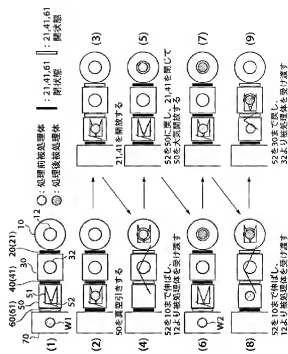 ○：処理前被処理体
◎：処理後被処理体
21,41,61
閉状態
21,41,61
開状態
(1)
70
60(61)
50
40(41)
30
20(21)
10
12
51
52
32
W1
(2)
50を真空引きする
(3)
21,41を開放する
(4)
52を10まで伸ばし、
12より被処理体を受け渡す
(5)
52を50に戻し、21,41を閉じて
50を大気開放する
(6)
W2
(7)
(8)
52を10まで伸ばし、
12より被処理体を受け渡す
(9)
52を30まで戻し、
32より被処理体を受け渡す